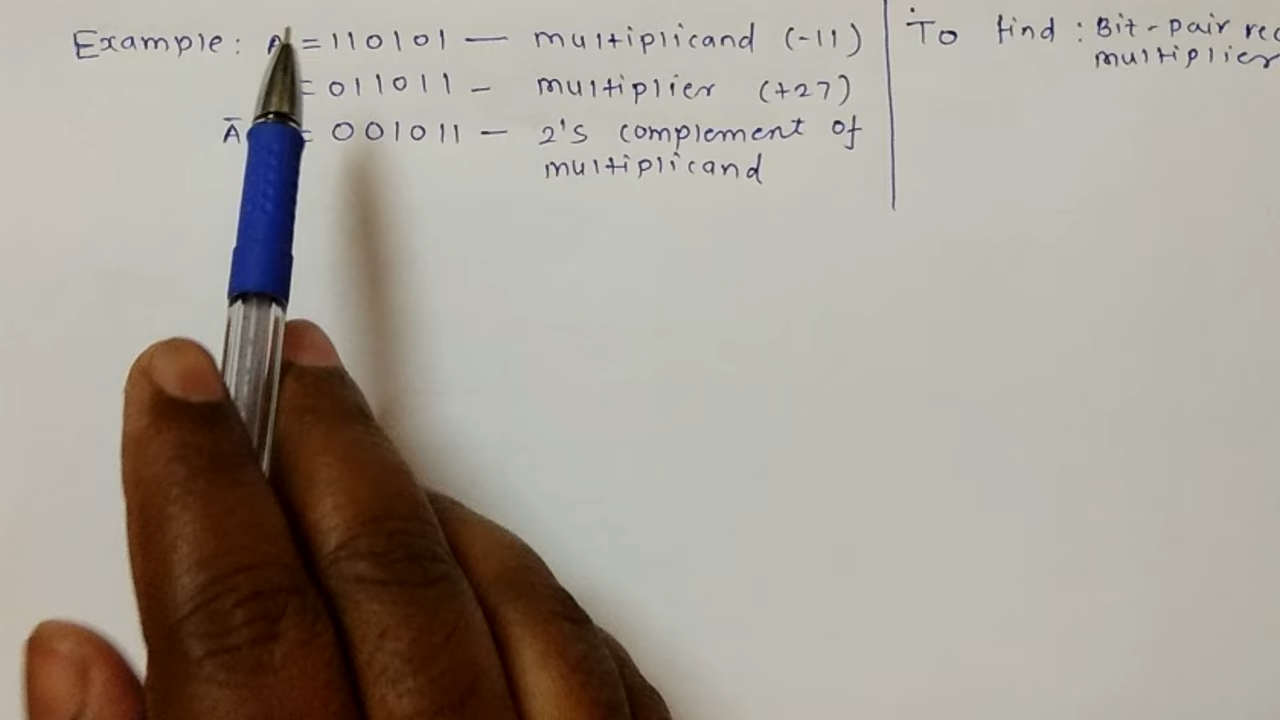 Example: A = 110101 — multiplicand (-11)
= 011011 - multiplier (+27)
Ā = 001011 — 2's complement of
multiplicand
To find : Bit-pair
multiplier